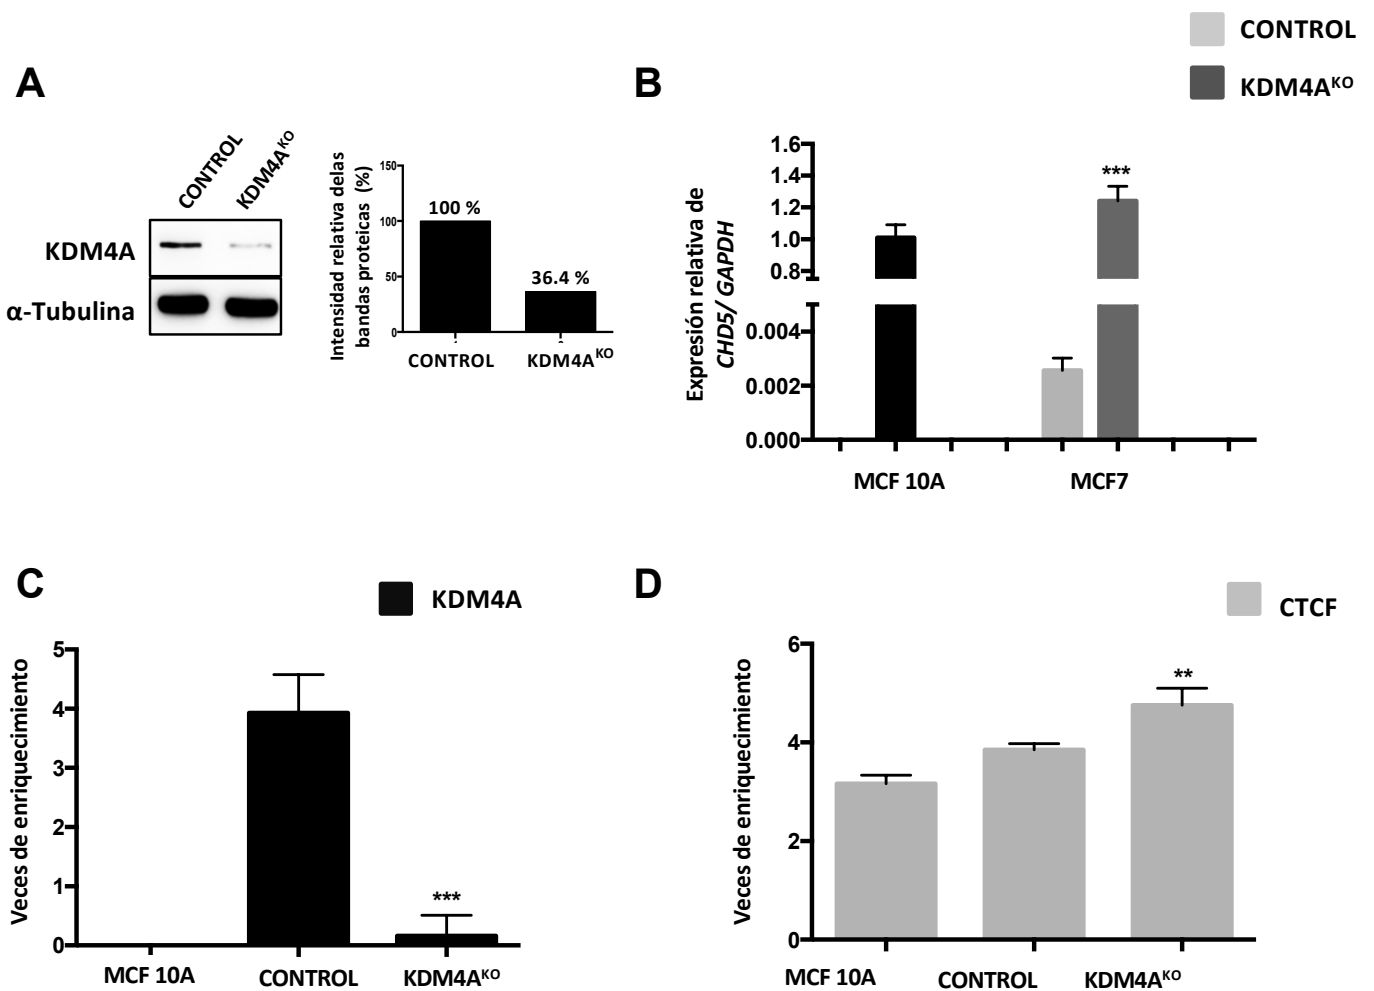 CONTROL
KDM4Aᴷᴼ 
A
CONTROL
KDM4Aᴷᴼ
KDM4A
α-Tubulina
Intensidad relativa delas
bandas proteicas (%)
150
100
50
0
100 %
36.4 %
CONTROL
KDM4Aᴷᴼ
B
Expresión relativa de
CHD5/ GAPDH
1.6
1.4
1.2
1.0
0.8
0.004
0.002
0.000
***
MCF 10A
MCF7
C
KDM4A
Veces de enriquecimiento
5
4
3
2
1
0
***
MCF 10A
CONTROL
KDM4Aᴷᴼ
D
CTCF
Veces de enriquecimiento
6
4
2
0
**
MCF 10A
CONTROL
KDM4Aᴷᴼ